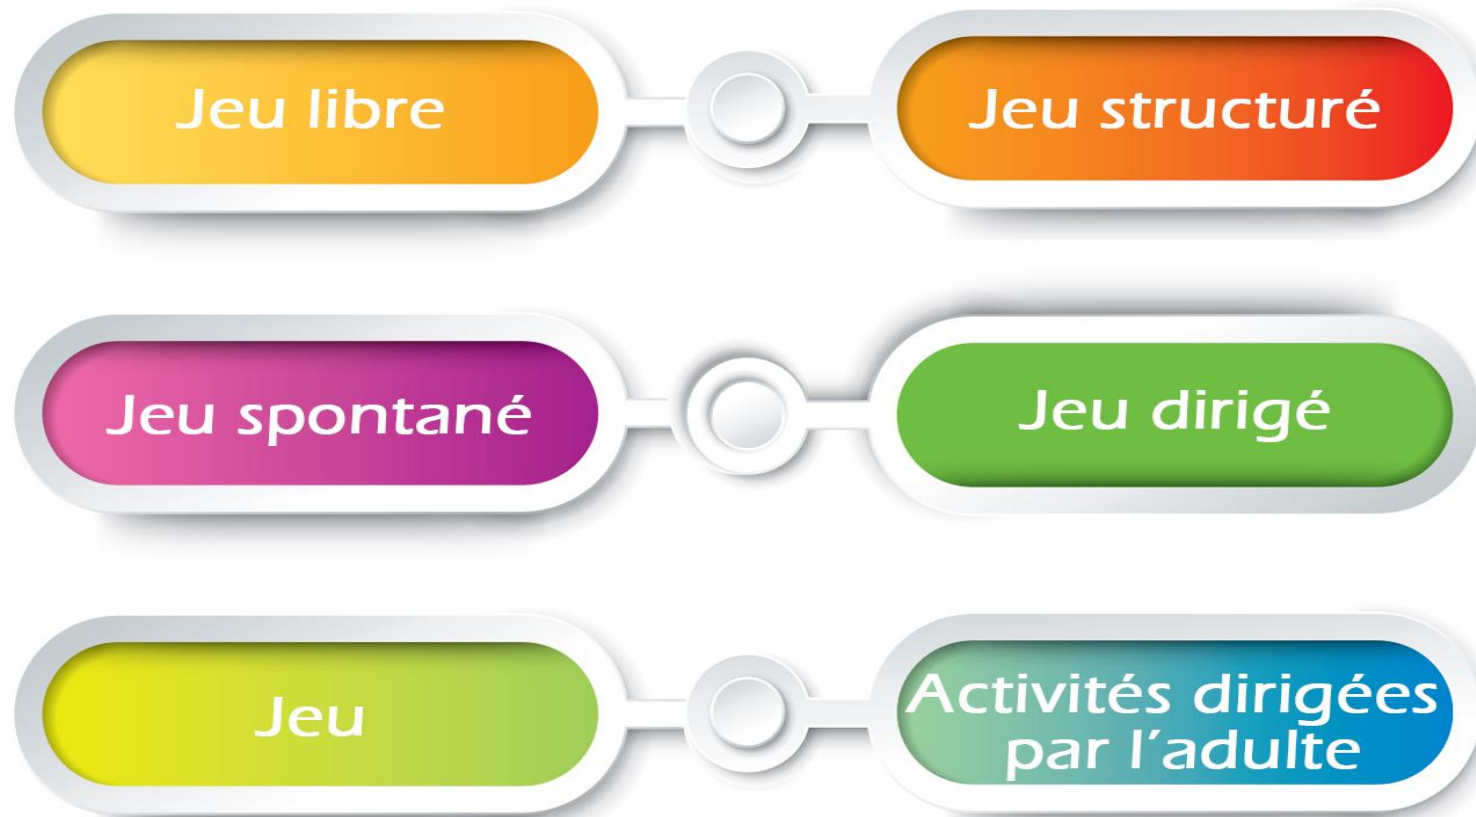 Jeu libre
Jeu structuré
Jeu spontané
Jeu dirigé
Jeu
Activités dirigées
par l'adulte